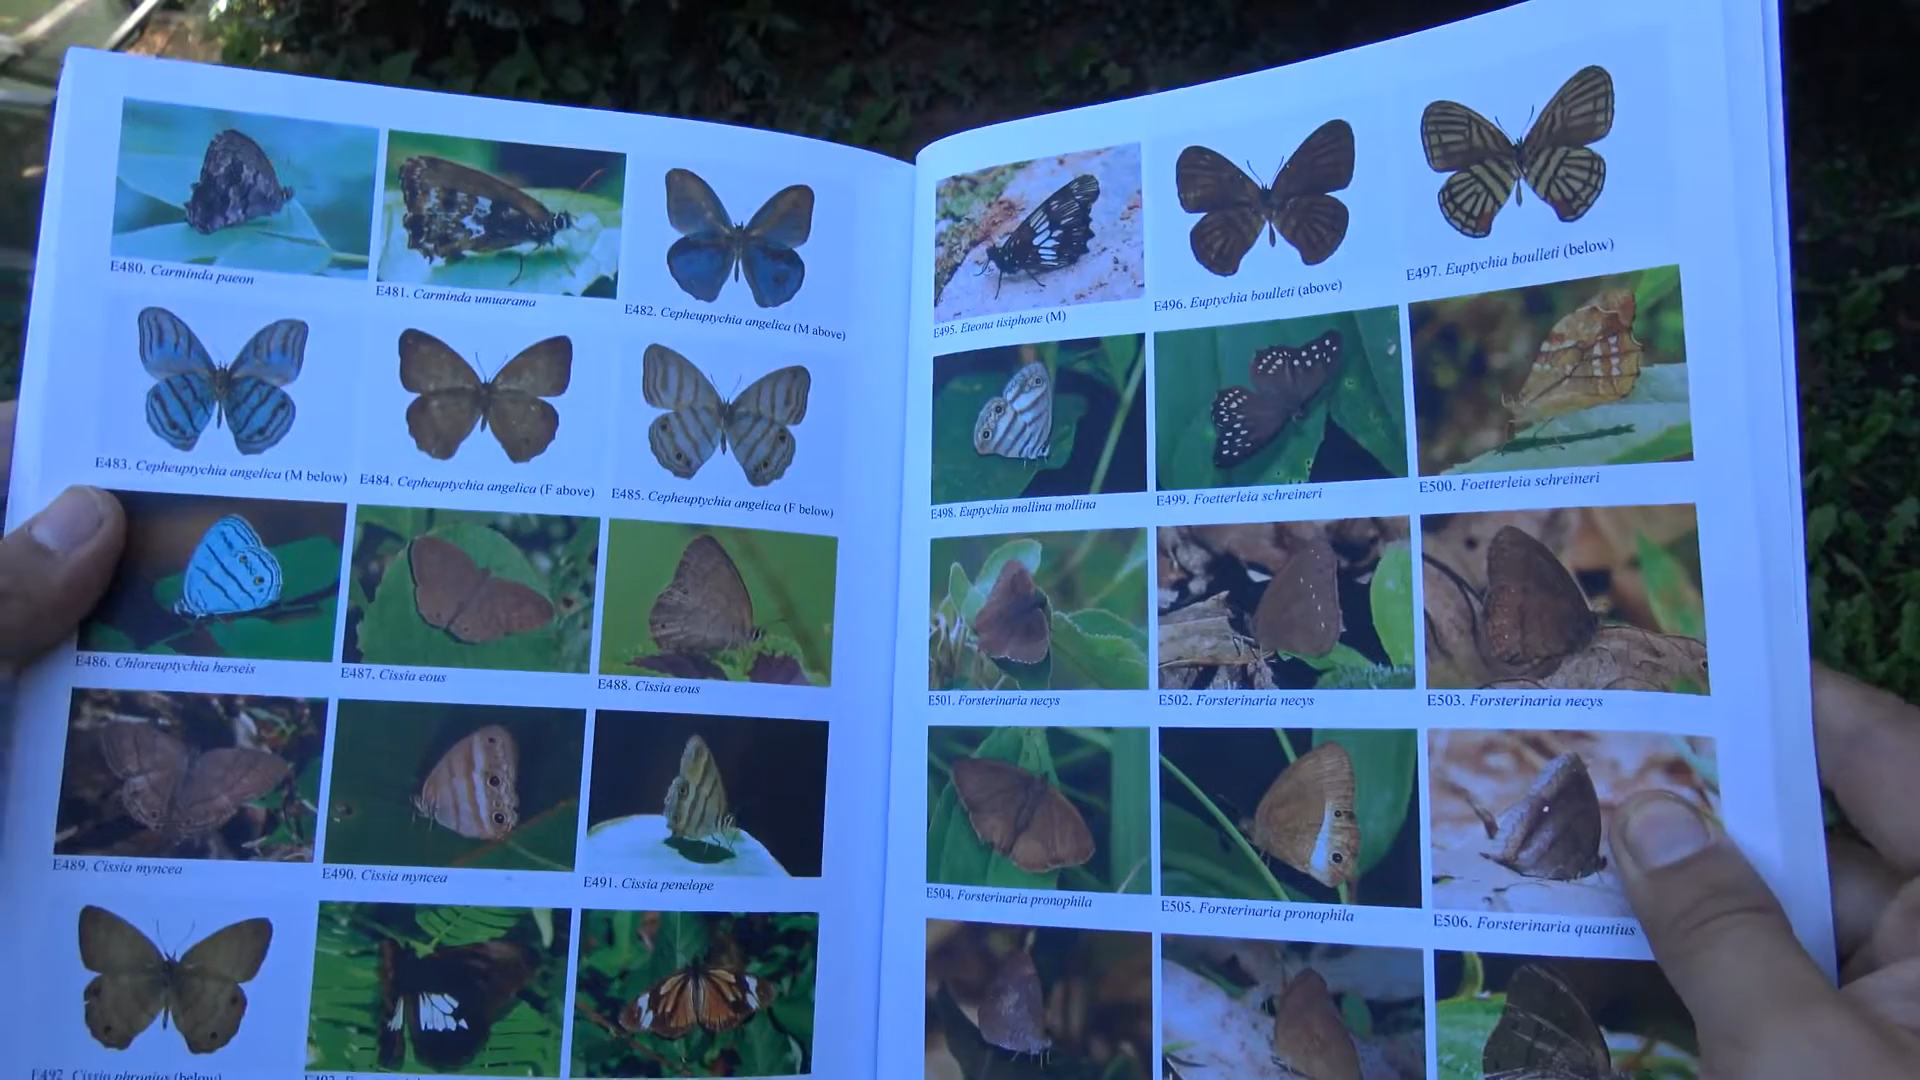 E480. Carminda paeon
E481. Carminda umuarama
E482. Cepheuptychia angelica (M above)
E483. Cepheuptychia angelica (M below)
E484. Cepheuptychia angelica (F above)
E485. Cepheuptychia angelica (F below)
E486. Chloreuptychia herseis
E487. Cissia eous
E488. Cissia eous
E489. Cissia myncea
E490. Cissia myncea
E491. Cissia penelope
E492. Cissia phronius (below)
E495. Eteona tisiphone (M)
E496. Euptychia boulleti (above)
E497. Euptychia boulleti (below)
E498. Euptychia mollina mollina
E499. Foetterleia schreineri
E500. Foetterleia schreineri
E501. Forsterinaria necys
E502. Forsterinaria necys
E503. Forsterinaria necys
E504. Forsterinaria pronophila
E505. Forsterinaria pronophila
E506. Forsterinaria quantius